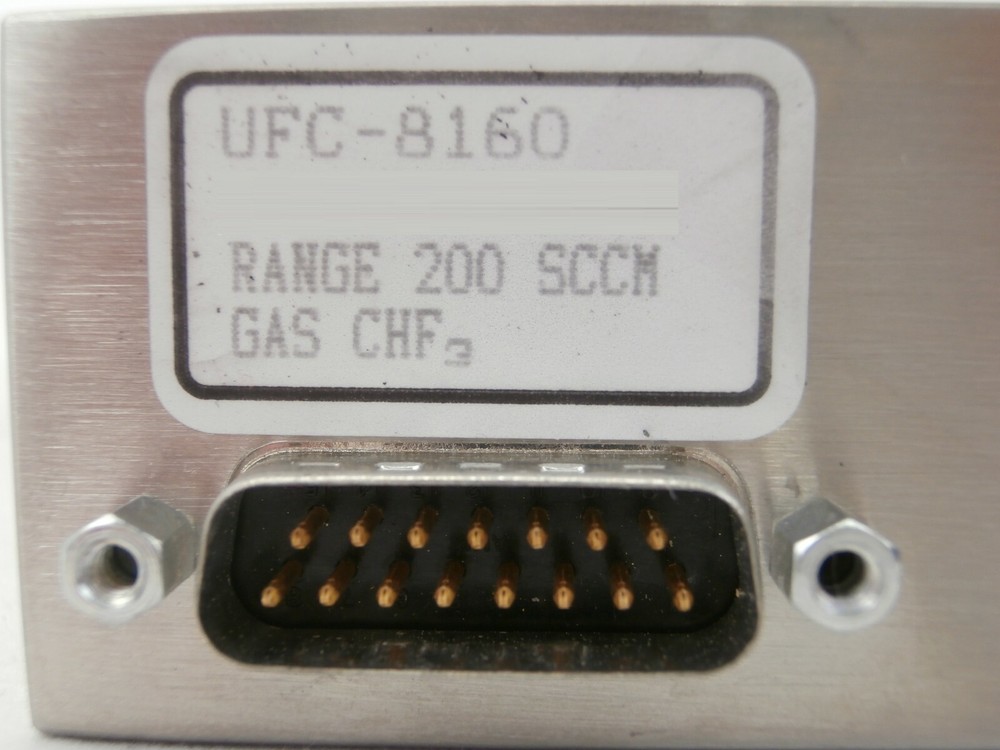 UFC-8160
RANGE 200 SCCM
GAS CHF₃